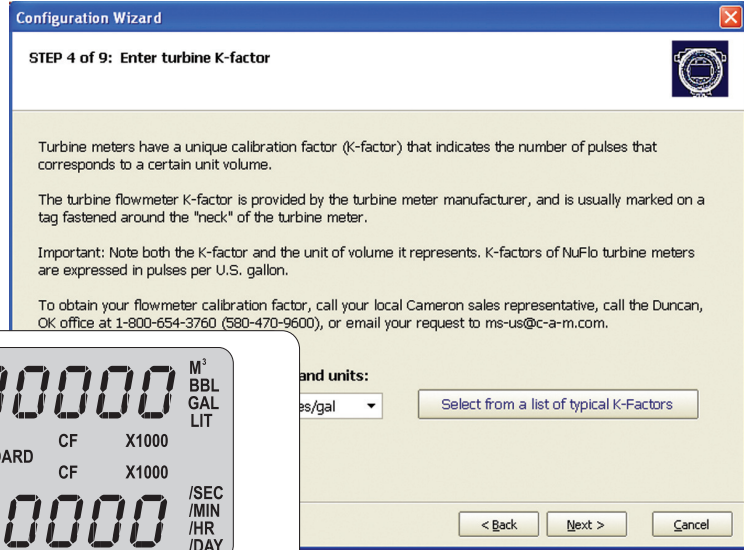 Configuration Wizard
STEP 4 of 9: Enter turbine K-factor
Turbine meters have a unique calibration factor (K-factor) that indicates the number of pulses that
corresponds to a certain unit volume.
The turbine flowmeter K-factor is provided by the turbine meter manufacturer, and is usually marked on a
tag fastened around the "neck" of the turbine meter.
Important: Note both the K-factor and the unit of volume it represents. K-factors of NuFlo turbine meters
are expressed in pulses per U.S. gallon.
To obtain your flowmeter calibration factor, call your local Cameron sales representative, call the Duncan,
OK office at 1-800-654-3760 (580-470-9600), or email your request to ms-us@c-a-m.com.
and units:
es/gal
Select from a list of typical K-Factors
0000
M³
BBL
GAL
LIT
CF X1000
ARD
CF X1000
0000
/SEC
/MIN
/HR
/DAY
< Back
Next >
Cancel